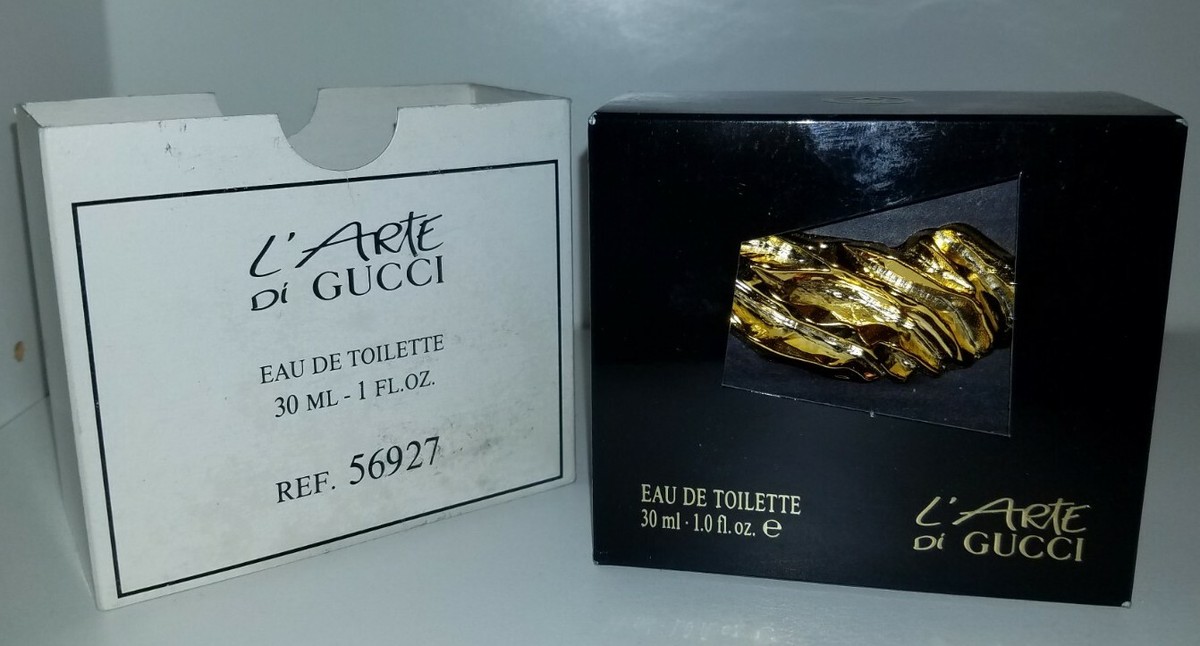 L'ARTE
Di GUCCI
EAU DE TOILETTE
30 ML - 1 FL.OZ.
REF. 56927
EAU DE TOILETTE
30 ml · 1.0 fl. oz. ℮
L'ARTE
Di GUCCI